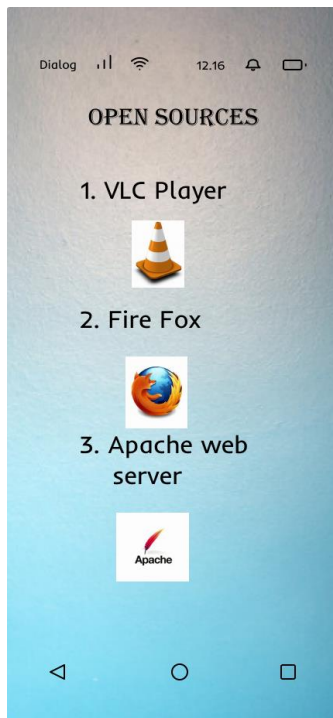 Dialog 12.16
OPEN SOURCES
1. VLC Player
2. Fire Fox
3. Apache web
server
Apache